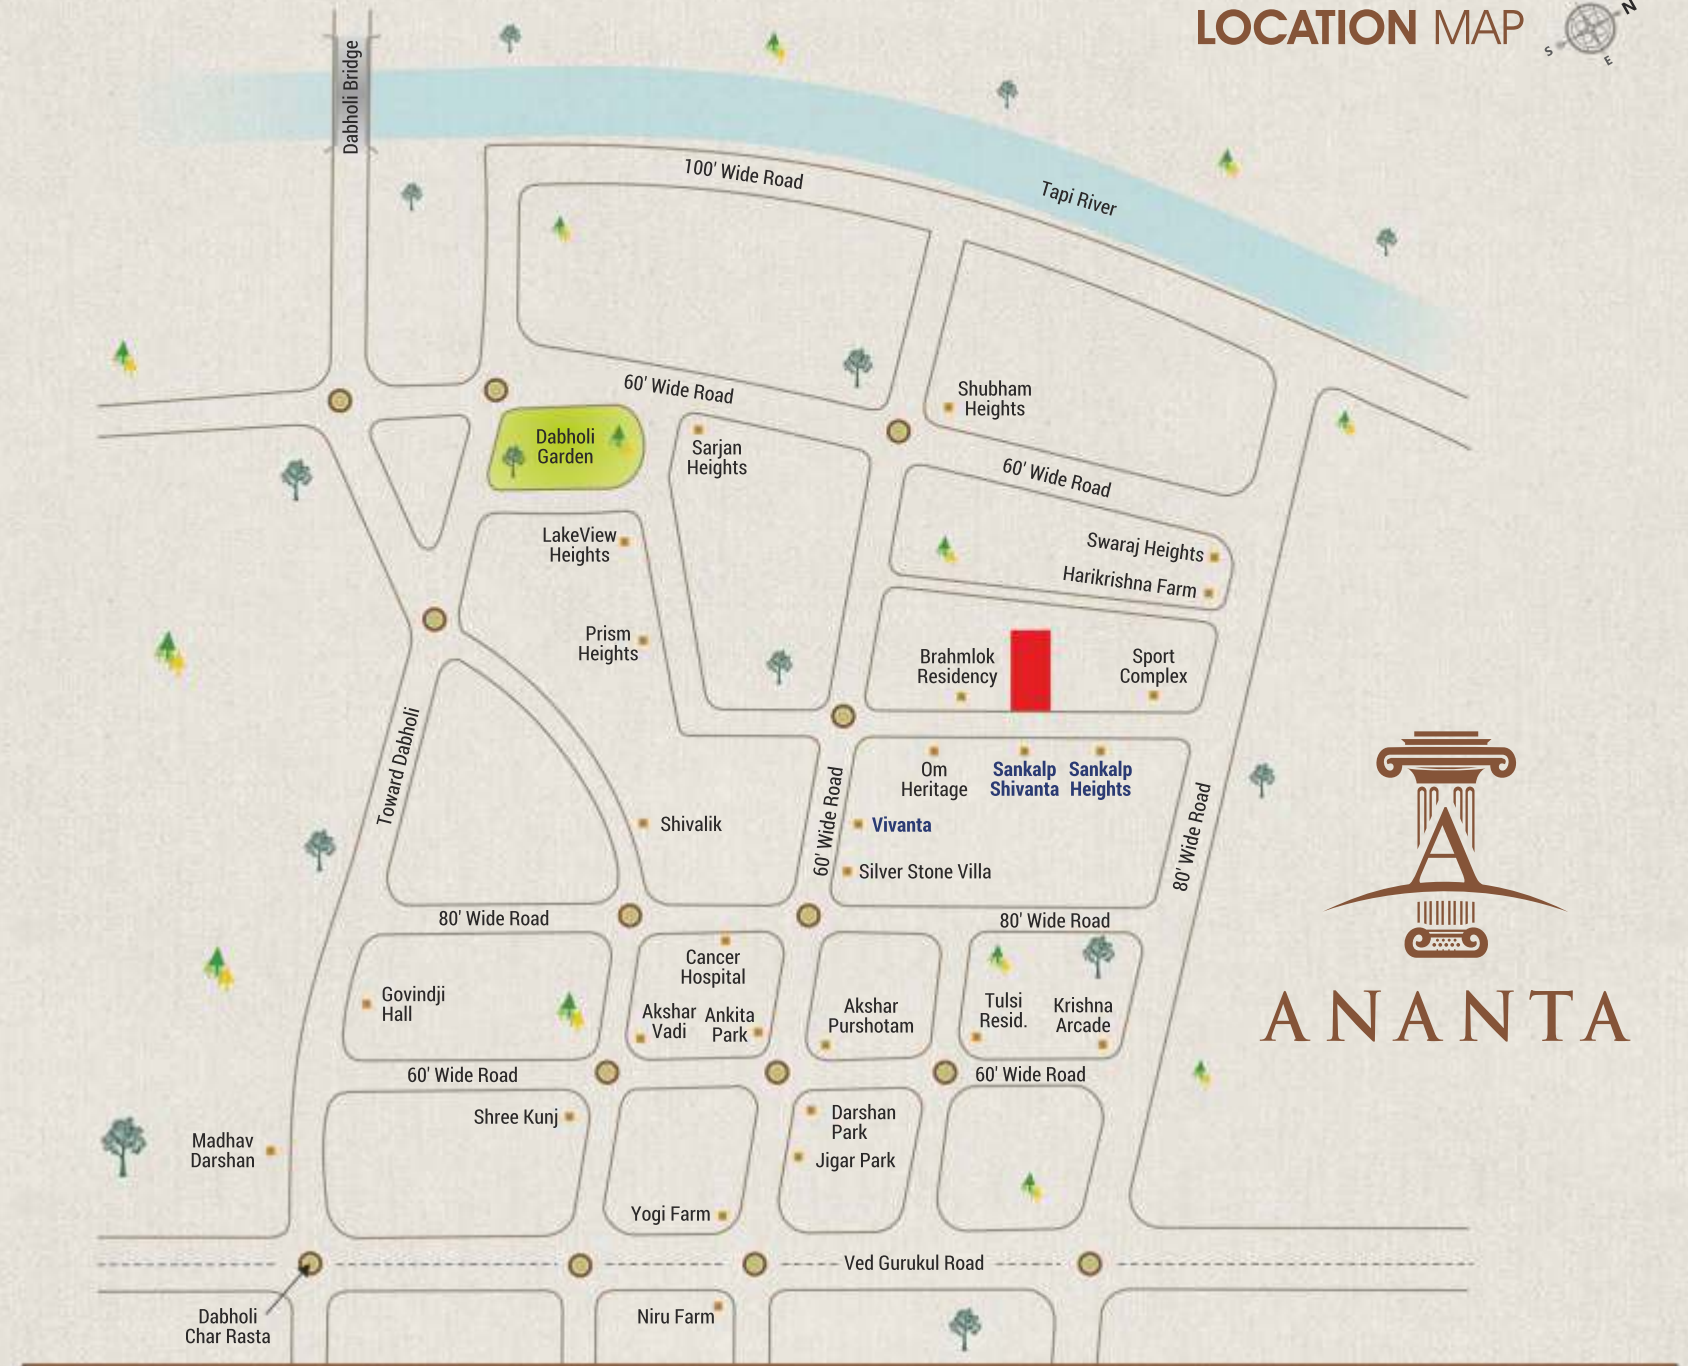 LOCATION MAP
N
S
E
Dabholi Bridge
100' Wide Road
Tapi River
60' Wide Road
Shubham
Heights
Dabholi
Garden
Sarjan
Heights
60' Wide Road
LakeView
Heights
Swaraj Heights
Harikrishna Farm
Prism
Heights
Brahmlok
Residency
Sport
Complex
Toward Dabholi
Om
Heritage
Sankalp
Shivanta
Sankalp
Heights
60' Wide Road
80' Wide Road
Shivalik
Vivanta
Silver Stone Villa
A
ANANTA
80' Wide Road
80' Wide Road
Cancer
Hospital
Govindji
Hall
Akshar
Vadi
Ankita
Park
Akshar
Purshotam
Tulsi
Resid.
Krishna
Arcade
60' Wide Road
60' Wide Road
Shree Kunj
Darshan
Park
Madhav
Darshan
Jigar Park
Yogi Farm
Ved Gurukul Road
Dabholi
Char Rasta
Niru Farm